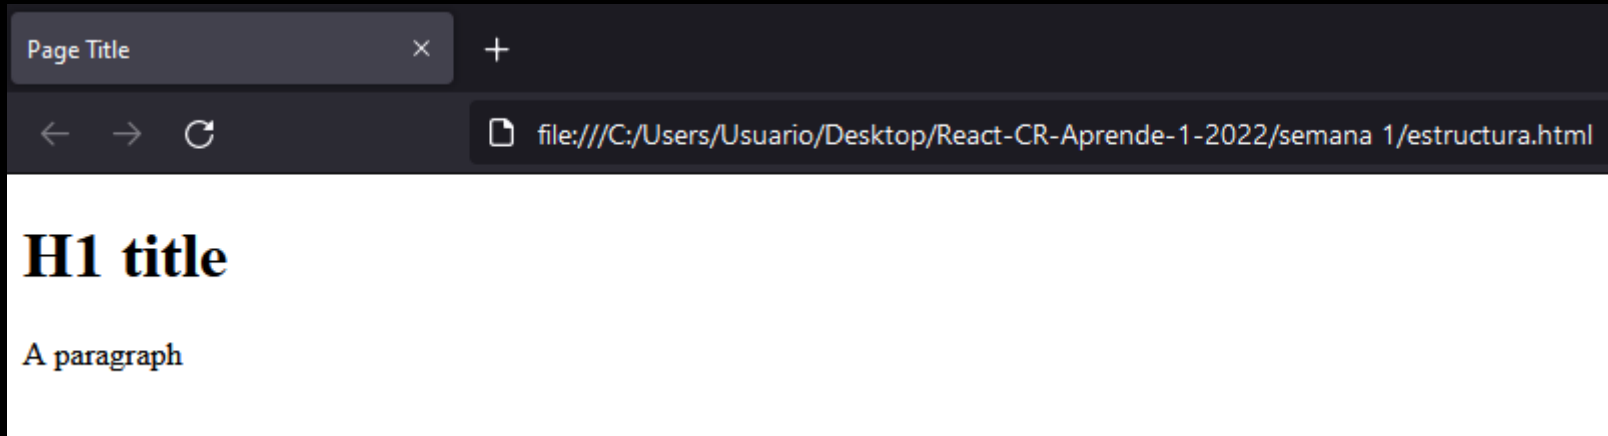 Page Title
file:///C:/Users/Usuario/Desktop/React-CR-Aprende-1-2022/semana 1/estructura.html
H1 title
A paragraph